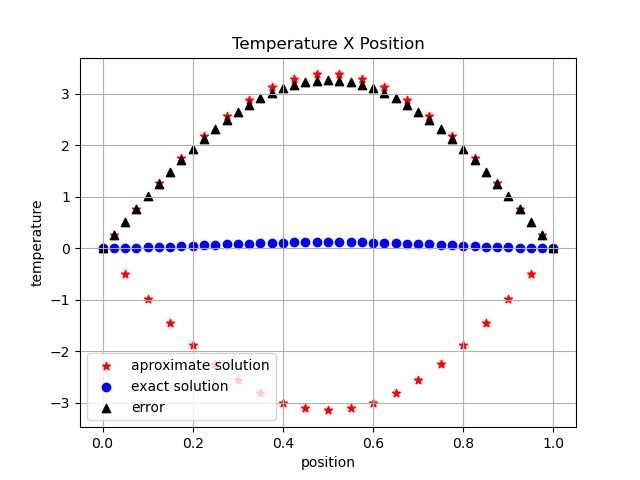 Temperature X Position
temperature
3
2
1
0
−1
−2
−3
aproximate solution
exact solution
error
0.0 0.2 0.4 0.6 0.8 1.0
position